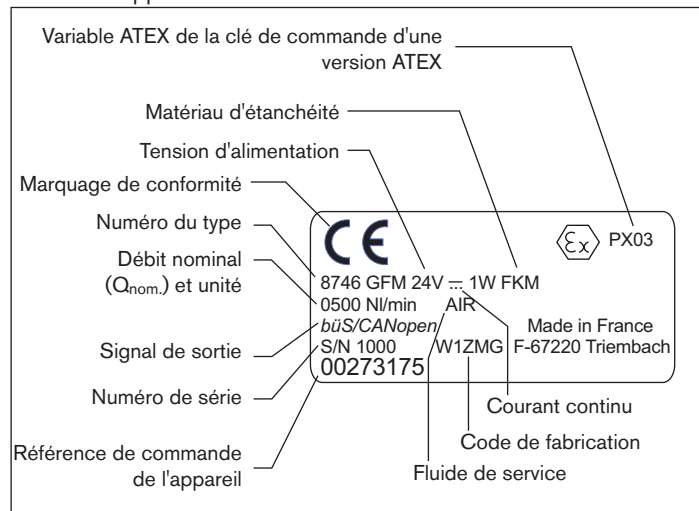 Variable ATEX de la clé de commande d'une
version ATEX
Matériau d'étanchéité
Tension d'alimentation
Marquage de conformité
Numéro du type
Débit nominal
(Qnom.) et unité
Signal de sortie
Numéro de série
Référence de commande
de l'appareil
CE
Ex PX03
8746 GFM 24V ⎓ 1W FKM
0500 Nl/min AIR
büS/CANopen Made in France
S/N 1000 W1ZMG F-67220 Triembach
00273175
Courant continu
Code de fabrication
Fluide de service